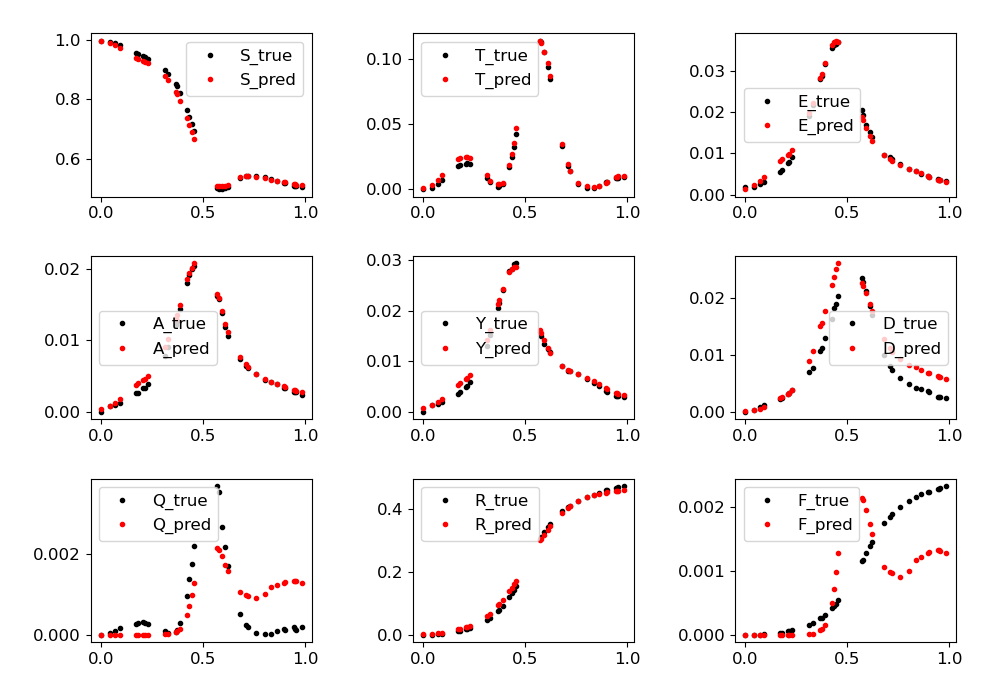 1.0
0.8
0.6
S_true
S_pred
0.0 0.5 1.0
0.10
0.05
0.00
T_true
T_pred
0.0 0.5 1.0
0.03
0.02
0.01
0.00
E_true
E_pred
0.0 0.5 1.0
0.02
0.01
0.00
A_true
A_pred
0.0 0.5 1.0
0.03
0.02
0.01
0.00
Y_true
Y_pred
0.0 0.5 1.0
0.02
0.01
0.00
D_true
D_pred
0.0 0.5 1.0
0.002
0.000
Q_true
Q_pred
0.0 0.5 1.0
0.4
0.2
0.0
R_true
R_pred
0.0 0.5 1.0
0.002
0.001
0.000
F_true
F_pred
0.0 0.5 1.0